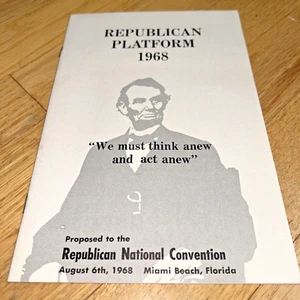 REPUBLICAN
PLATFORM
1968
“We must think anew
and act anew”
Proposed to the
Republican National Convention
August 6th, 1968 Miami Beach, Florida